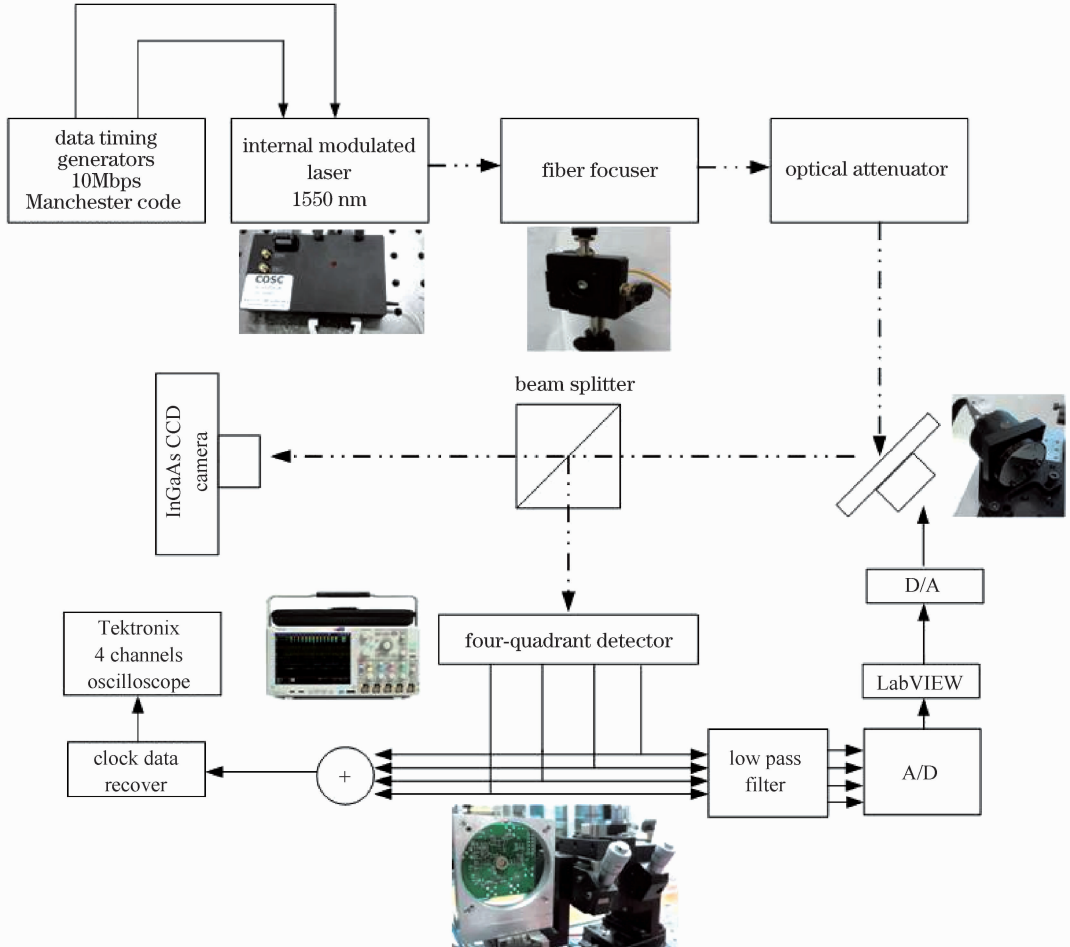 data timing
generators
10Mbps
Manchester code
internal modulated
laser
1550 nm
fiber focuser
optical attenuator
COSC
beam splitter
InGaAs CCD
camera
D/A
Tektronix
4 channels
oscilloscope
four-quadrant detector
LabVIEW
clock data
recover
+
low pass
filter
A/D